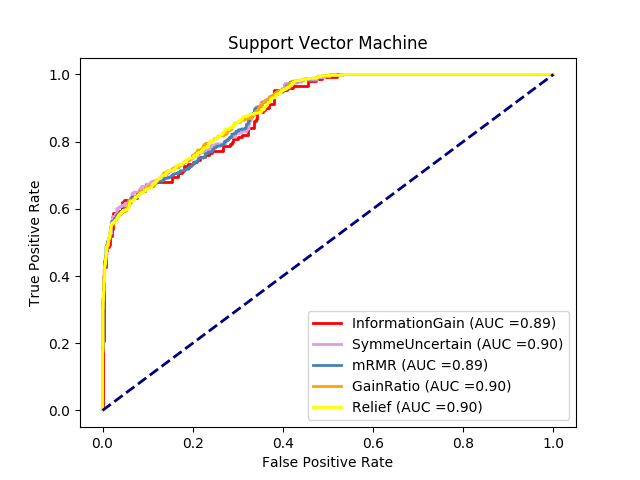 Support Vector Machine
True Positive Rate
1.0
0.8
0.6
0.4
0.2
0.0
InformationGain (AUC =0.89)
SymmeUncertain (AUC =0.90)
mRMR (AUC =0.89)
GainRatio (AUC =0.90)
Relief (AUC =0.90)
0.0 0.2 0.4 0.6 0.8 1.0
False Positive Rate